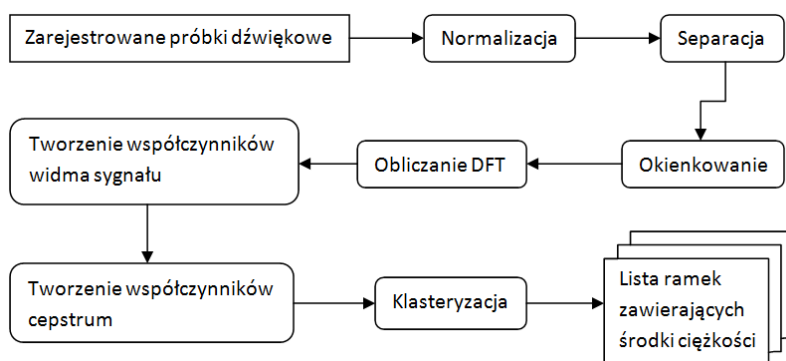 Zarejestrowane próbki dźwiękowe
Normalizacja
Separacja
Okienkowanie
Obliczanie DFT
Tworzenie współczynników
widma sygnału
Tworzenie współczynników
cepstrum
Klasteryzacja
Lista ramek
zawierających
środki ciężkości